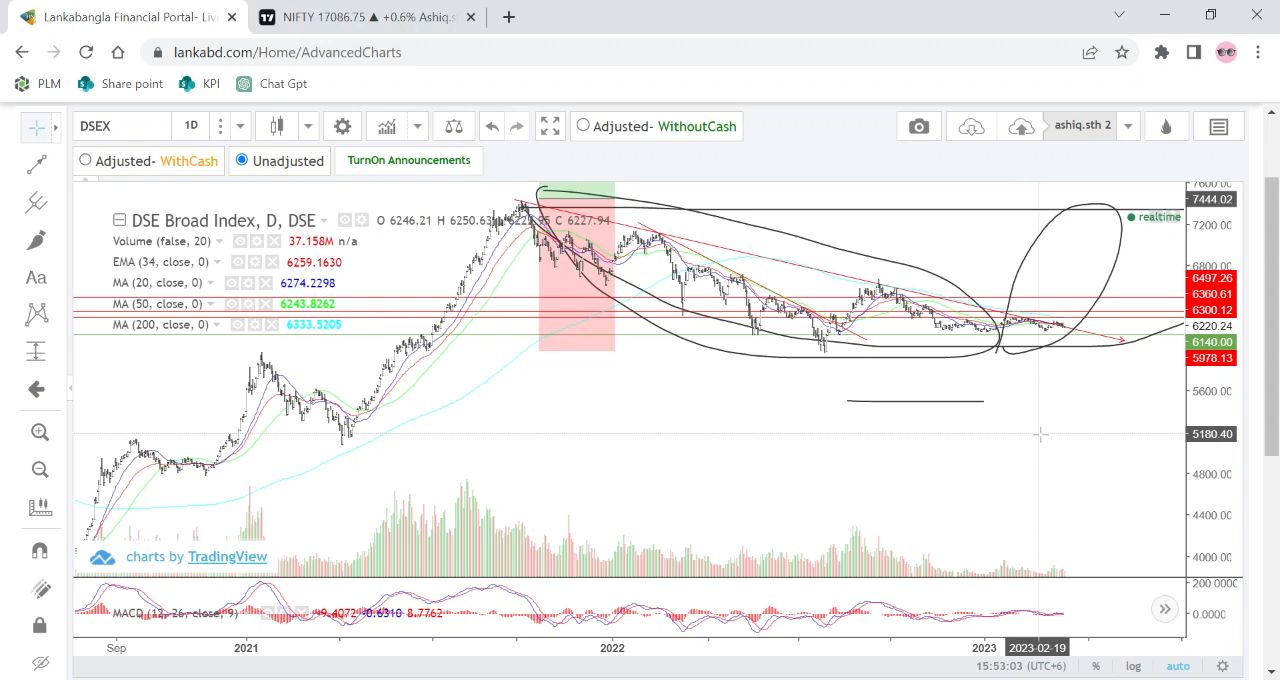 Lankabangla Financial Portal- Liv
NIFTY 17086.75 ▲ +0.6% Ashiq.s
lankabd.com/Home/AdvancedCharts
PLM Share point KPI Chat Gpt
DSEX 1D Adjusted- WithoutCash ashiq.sth 2
Adjusted- WithCash Unadjusted TurnOn Announcements
DSE Broad Index, D, DSE O 6246.21 C 6227.94
realtime
Volume (false, 20) 37.158M n/a
EMA (34, close, 0) 6259.1630
MA (20, close, 0) 6274.2298
MA (50, close, 0) 6243.8262
MA (200, close, 0) 6333.5205
Aa
7600.00
7444.02
7200.00
6800.00
6497.26
6360.61
6300.12
6220.24
6140.00
5978.13
5600.00
5180.40
4800.00
4400.00
4000.00
charts by TradingView
200.0000
MACD (12, 26, close, 9) 8.7762
0.0000
Sep 2021 2022 2023 2023-02-19
15:53:03 (UTC+6) % log auto